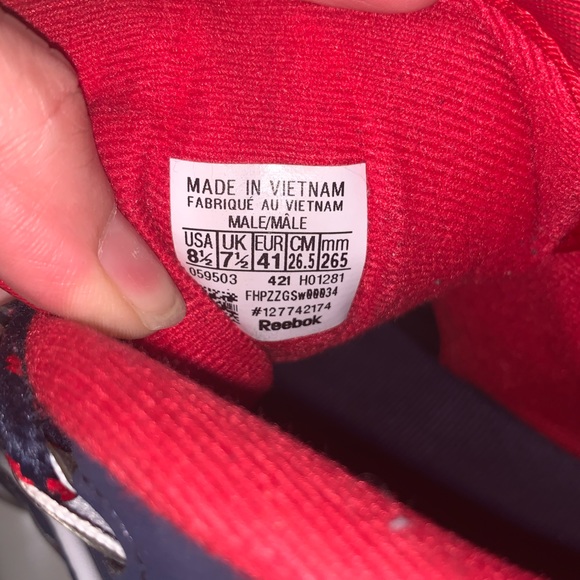 MADE IN VIETNAM
FABRIQUÉ AU VIETNAM
MALE/MÂLE
USA UK EUR CM mm
8½ 7½ 41 26.5 265
059503 421 H01281
#127742174
Reebok